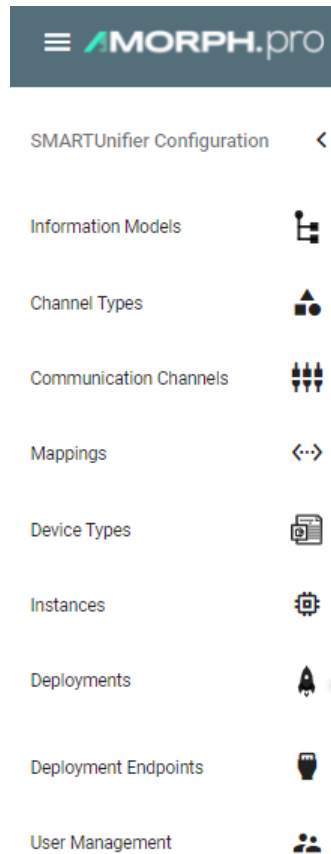 AMORPH.pro
SMARTUnifier Configuration
Information Models
Channel Types
Communication Channels
Mappings
Device Types
Instances
Deployments
Deployment Endpoints
User Management